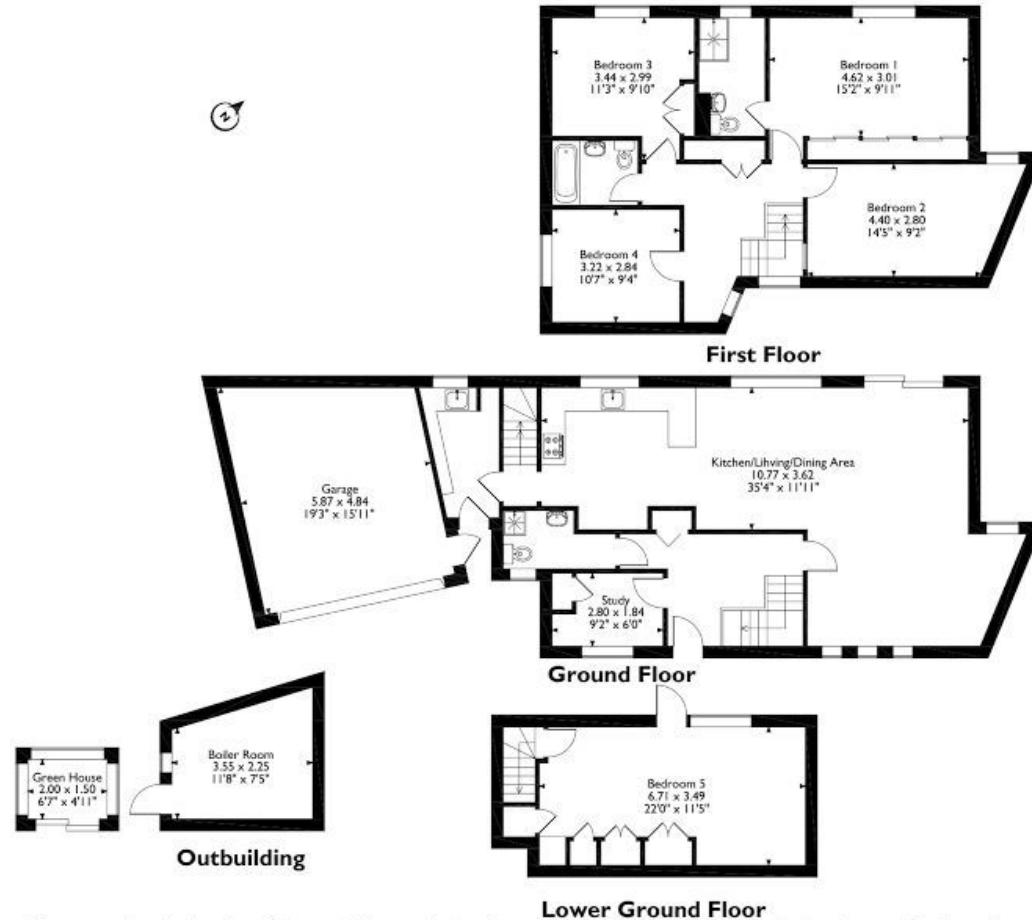 Bedroom 3
3.44 x 2.99
11'3" x 9'10"
Bedroom 1
4.62 x 3.01
15'2" x 9'11"
Bedroom 2
4.40 x 2.80
14'5" x 9'2"
Bedroom 4
3.22 x 2.84
10'7" x 9'4"
First Floor
N
Garage
5.87 x 4.84
19'3" x 15'11"
Kitchen/Lihving/Dining Area
10.77 x 3.62
35'4" x 11'11"
Study
2.80 x 1.84
9'2" x 6'0"
Ground Floor
Green House
2.00 x 1.50
6'7" x 4'11"
Boiler Room
3.55 x 2.25
11'8" x 7'5"
Outbuilding
Bedroom 5
6.71 x 3.49
22'0" x 11'5"
Lower Ground Floor